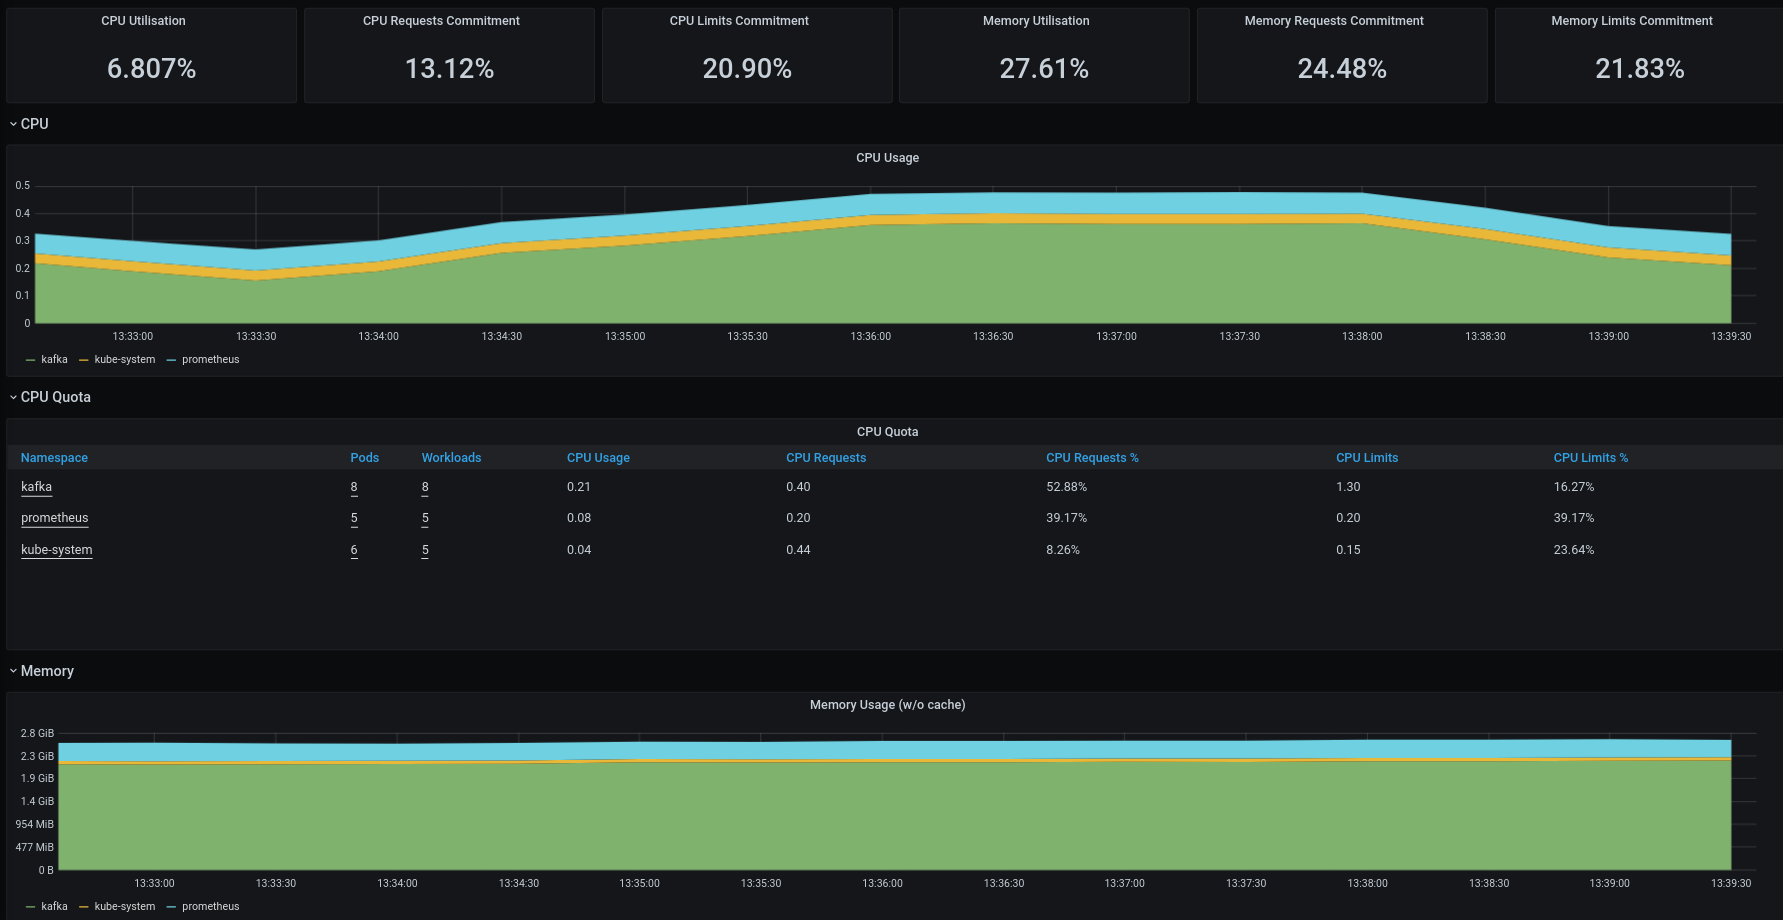 CPU Utilisation CPU Requests Commitment CPU Limits Commitment Memory Utilisation Memory Requests Commitment Memory Limits Commitment
6.807% 13.12% 20.90% 27.61% 24.48% 21.83%
CPU
CPU Usage
0.5
0.4
0.3
0.2
0.1
0
13:33:00 13:33:30 13:34:00 13:34:30 13:35:00 13:35:30 13:36:00 13:36:30 13:37:00 13:37:30 13:38:00 13:38:30 13:39:00 13:39:30
kafka kube-system prometheus
CPU Quota
CPU Quota
Namespace Pods Workloads CPU Usage CPU Requests CPU Requests % CPU Limits CPU Limits %
kafka 8 8 0.21 0.40 52.88% 1.30 16.27%
prometheus 5 5 0.08 0.20 39.17% 0.20 39.17%
kube-system 6 5 0.04 0.44 8.26% 0.15 23.64%
Memory
Memory Usage (w/o cache)
2.8 GiB
2.3 GiB
1.9 GiB
1.4 GiB
954 MiB
477 MiB
0 B
13:33:00 13:33:30 13:34:00 13:34:30 13:35:00 13:35:30 13:36:00 13:36:30 13:37:00 13:37:30 13:38:00 13:38:30 13:39:00 13:39:30
kafka kube-system prometheus